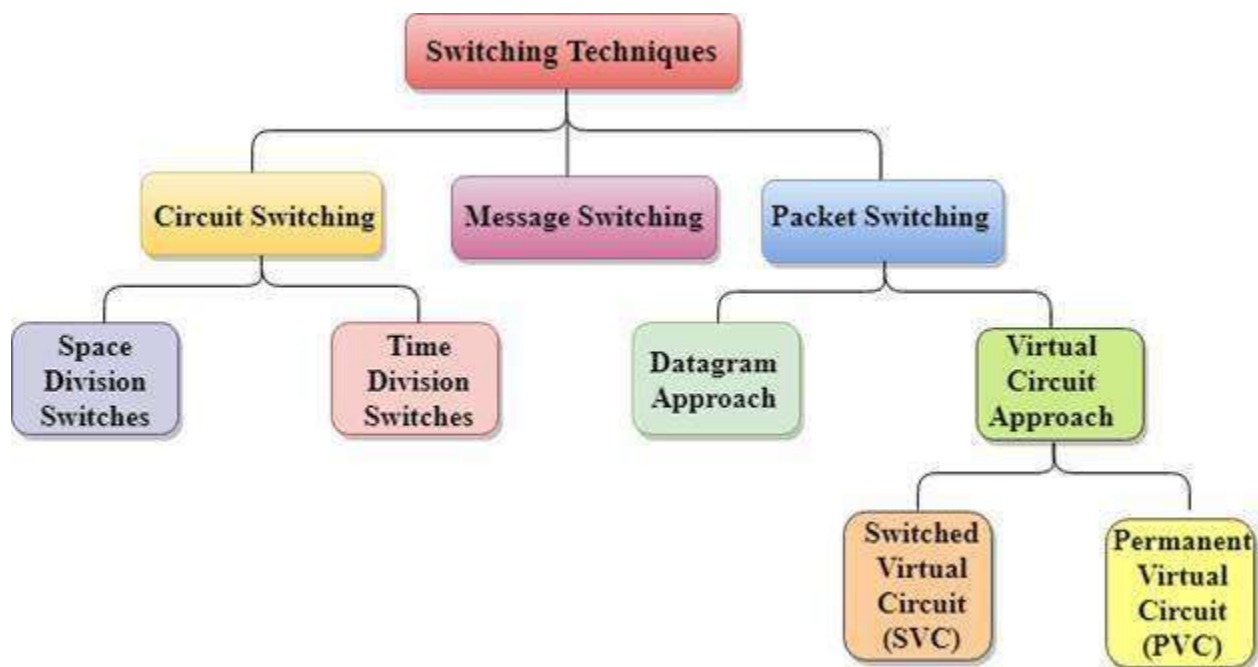 Switching Techniques
Circuit Switching
Message Switching
Packet Switching
Space
Division
Switches
Time
Division
Switches
Datagram
Approach
Virtual
Circuit
Approach
Switched
Virtual
Circuit
(SVC)
Permanent
Virtual
Circuit
(PVC)